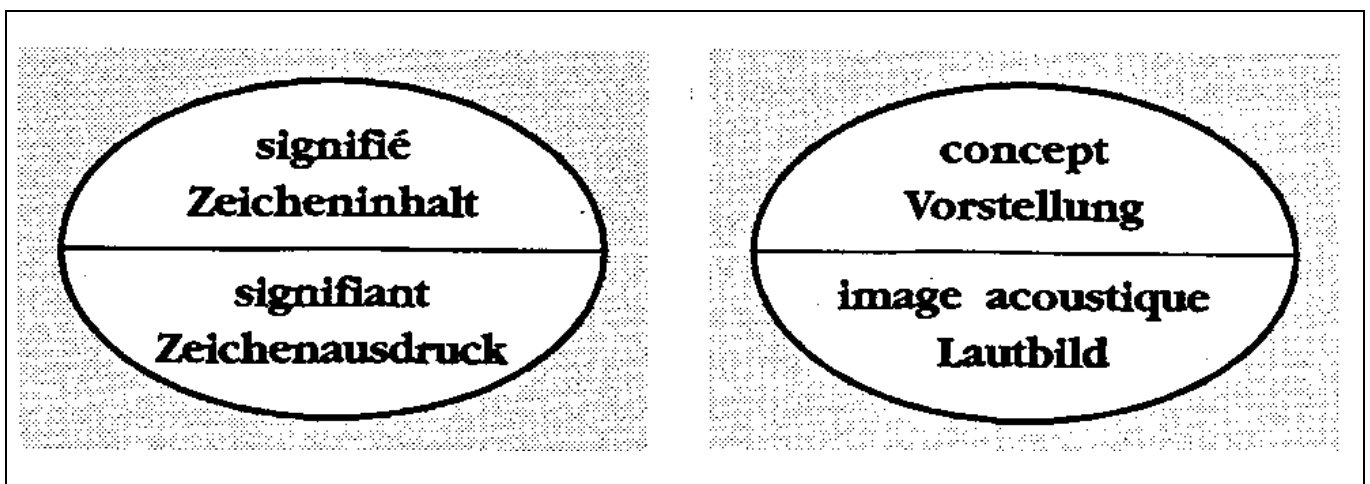 signifié
Zeicheninhalt
signifiant
Zeichenausdruck
concept
Vorstellung
image acoustique
Lautbild